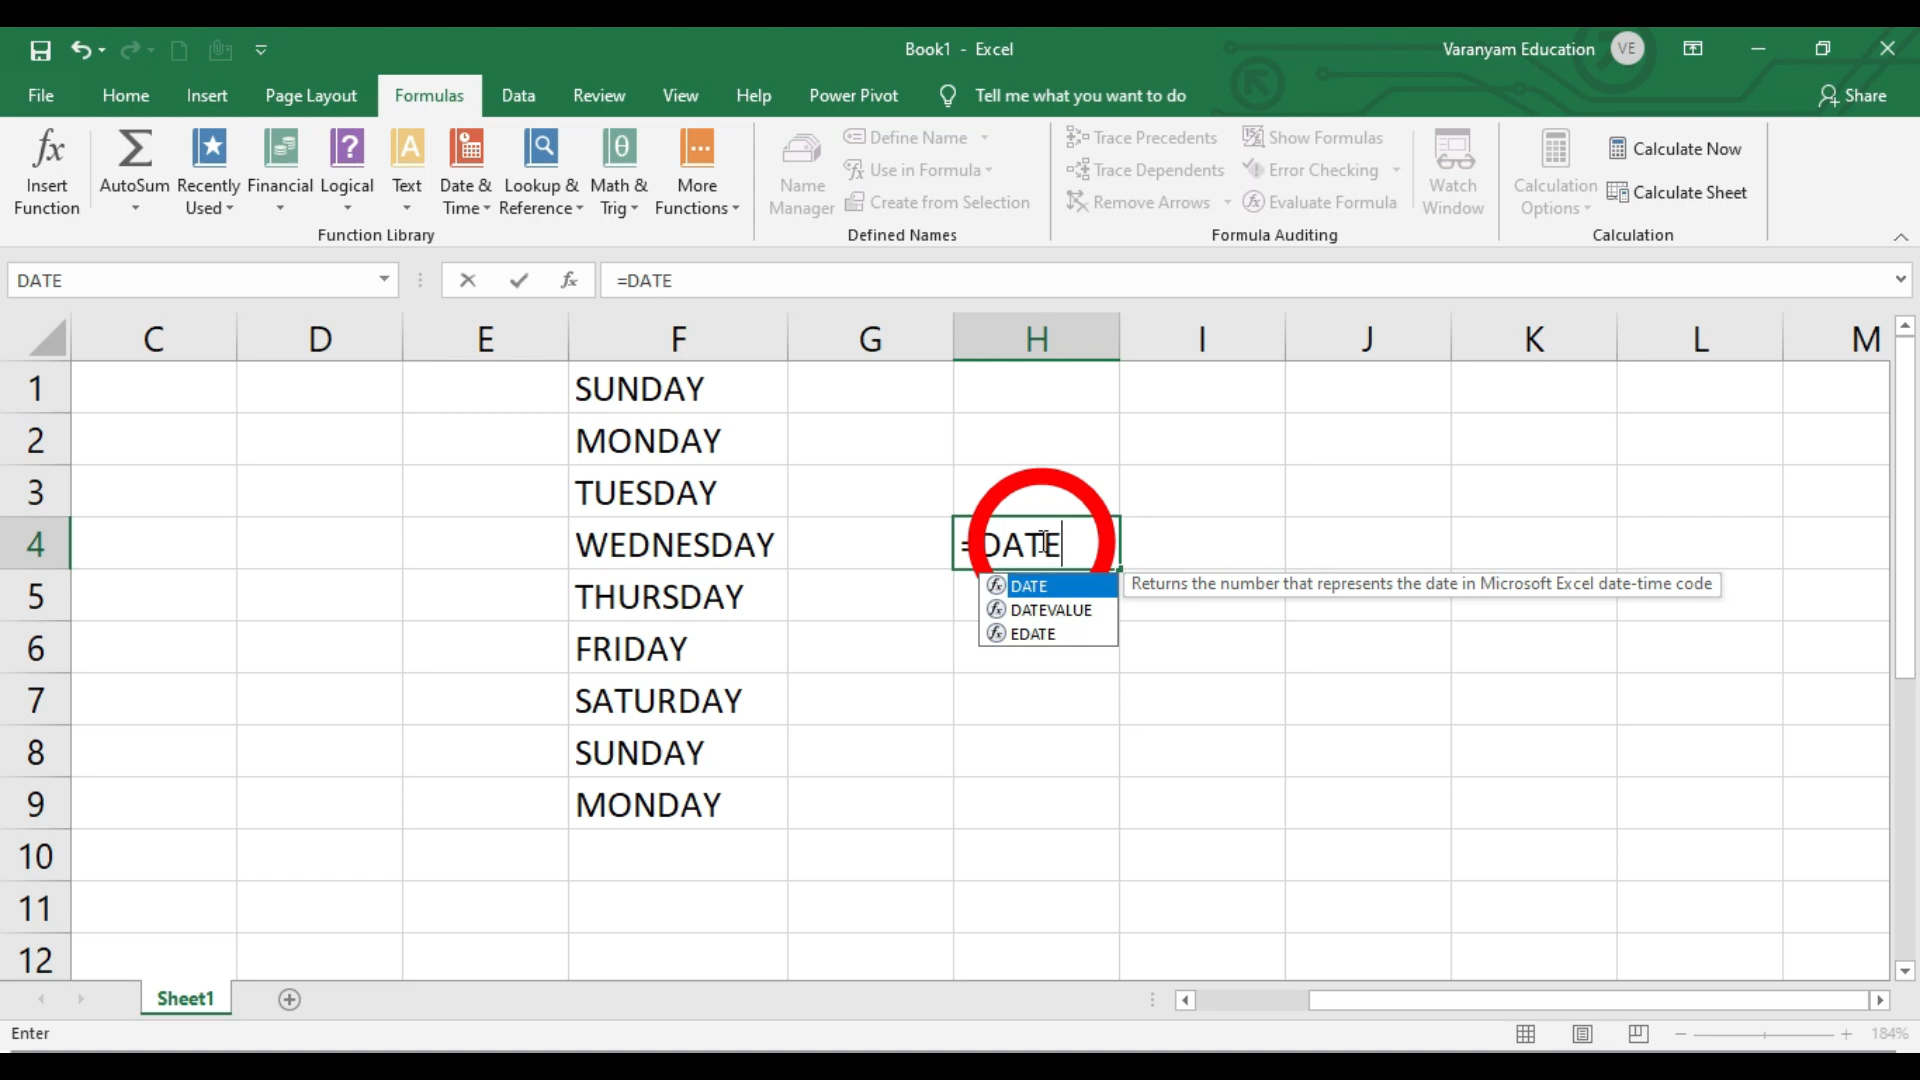 Book1 - Excel
Varanyam Education VE
File Home Insert Page Layout Formulas Data Review View Help Power Pivot Tell me what you want to do Share
fx Insert Function
Σ AutoSum
Recently Used
Financial
Logical
A Text
Date & Time
Lookup & Reference
θ Math & Trig
More Functions
Function Library
Name Manager
Define Name
Use in Formula
Create from Selection
Defined Names
Trace Precedents
Trace Dependents
Remove Arrows
Show Formulas
Error Checking
Evaluate Formula
Watch Window
Formula Auditing
Calculation Options
Calculate Now
Calculate Sheet
Calculation
DATE fx =DATE
C D E F G H I J K L M
1 SUNDAY
2 MONDAY
3 TUESDAY
4 WEDNESDAY =DATE
DATE Returns the number that represents the date in Microsoft Excel date-time code
DATEVALUE
EDATE
5 THURSDAY
6 FRIDAY
7 SATURDAY
8 SUNDAY
9 MONDAY
10
11
12
Sheet1
Enter 184%